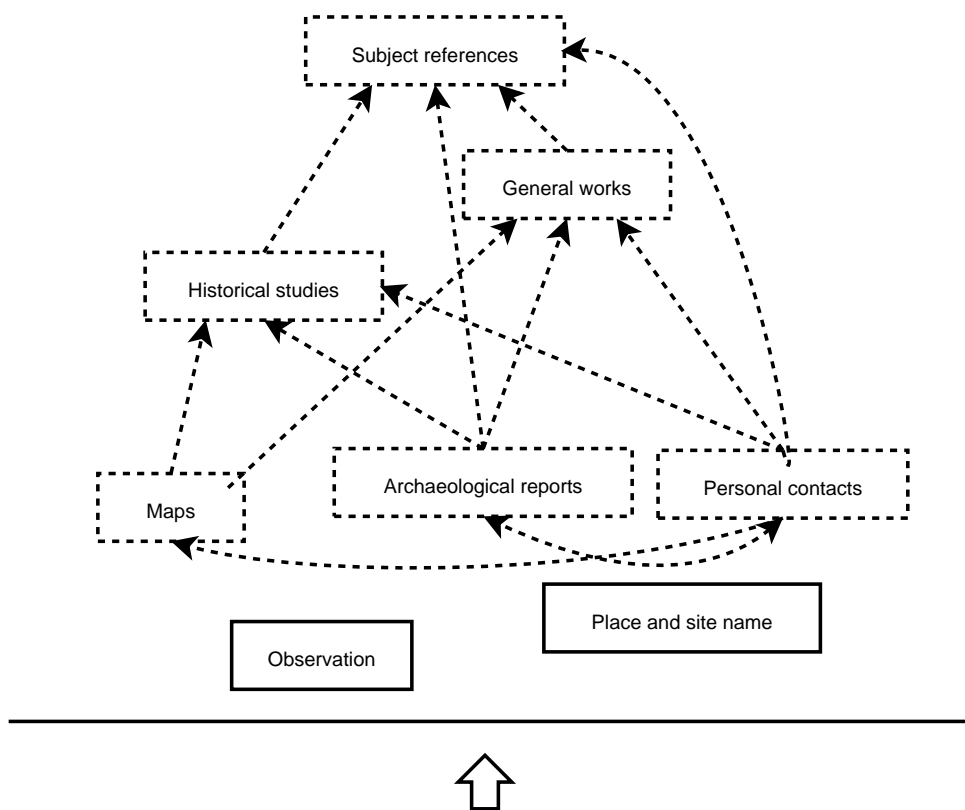 Subject references
General works
Historical studies
Archaeological reports
Personal contacts
Maps
Place and site name
Observation